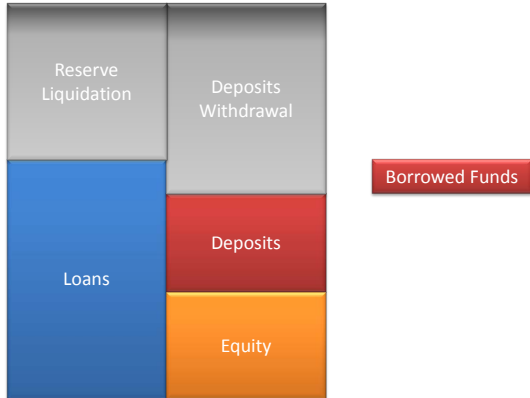 Reserve
Liquidation
Deposits
Withdrawal
Borrowed Funds
Deposits
Loans
Equity